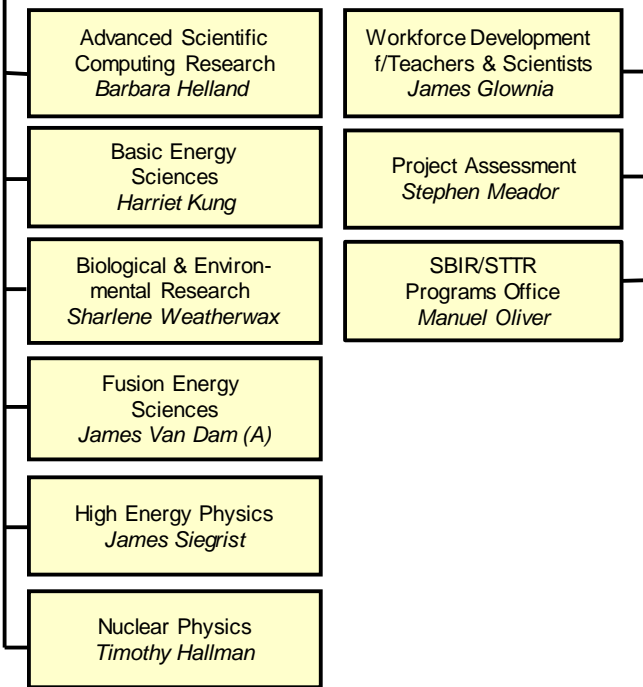 Advanced Scientific
Computing Research
Barbara Helland
Basic Energy
Sciences
Harriet Kung
Biological & Environ-
mental Research
Sharlene Weatherwax
Fusion Energy
Sciences
James Van Dam (A)
High Energy Physics
James Siegrist
Nuclear Physics
Timothy Hallman
Workforce Development
f/Teachers & Scientists
James Glownia
Project Assessment
Stephen Meador
SBIR/STTR
Programs Office
Manuel Oliver